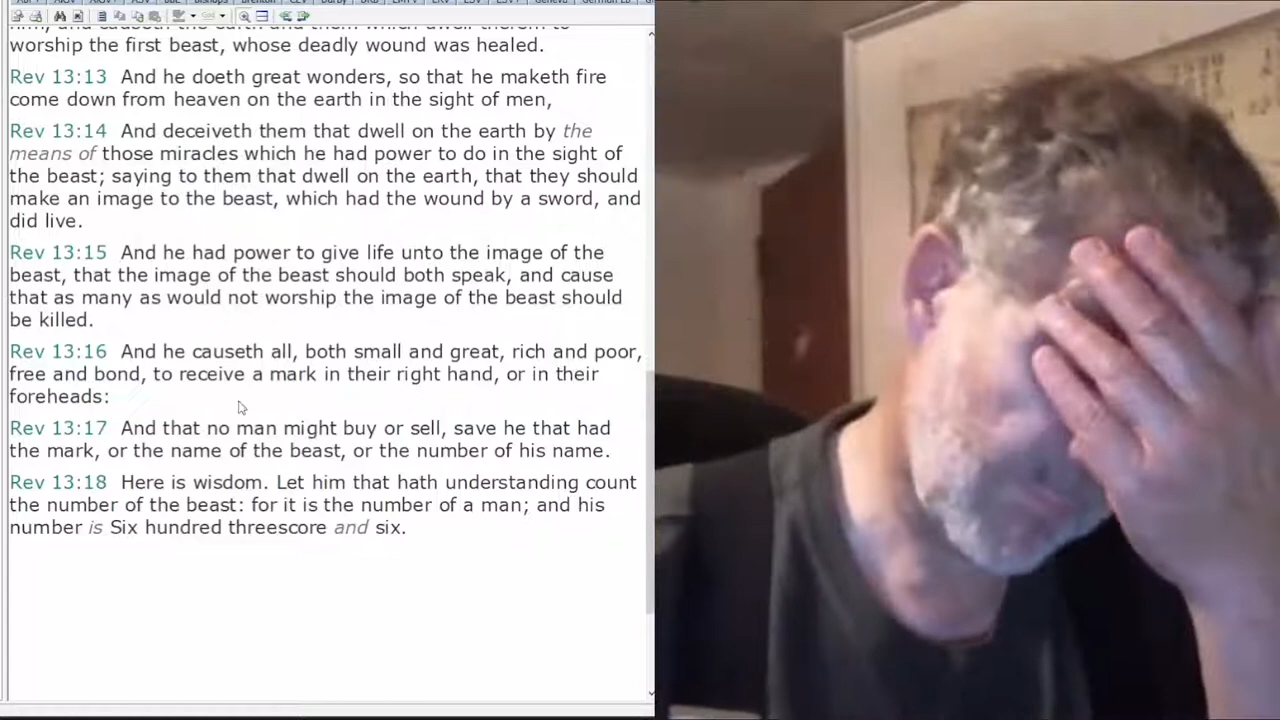 worship the first beast, whose deadly wound was healed.
Rev 13:13 And he doeth great wonders, so that he maketh fire
come down from heaven on the earth in the sight of men,
Rev 13:14 And deceiveth them that dwell on the earth by the
means of those miracles which he had power to do in the sight of
the beast; saying to them that dwell on the earth, that they should
make an image to the beast, which had the wound by a sword, and
did live.
Rev 13:15 And he had power to give life unto the image of the
beast, that the image of the beast should both speak, and cause
that as many as would not worship the image of the beast should
be killed.
Rev 13:16 And he causeth all, both small and great, rich and poor,
free and bond, to receive a mark in their right hand, or in their
foreheads:
Rev 13:17 And that no man might buy or sell, save he that had
the mark, or the name of the beast, or the number of his name.
Rev 13:18 Here is wisdom. Let him that hath understanding count
the number of the beast: for it is the number of a man; and his
number is Six hundred threescore and six.